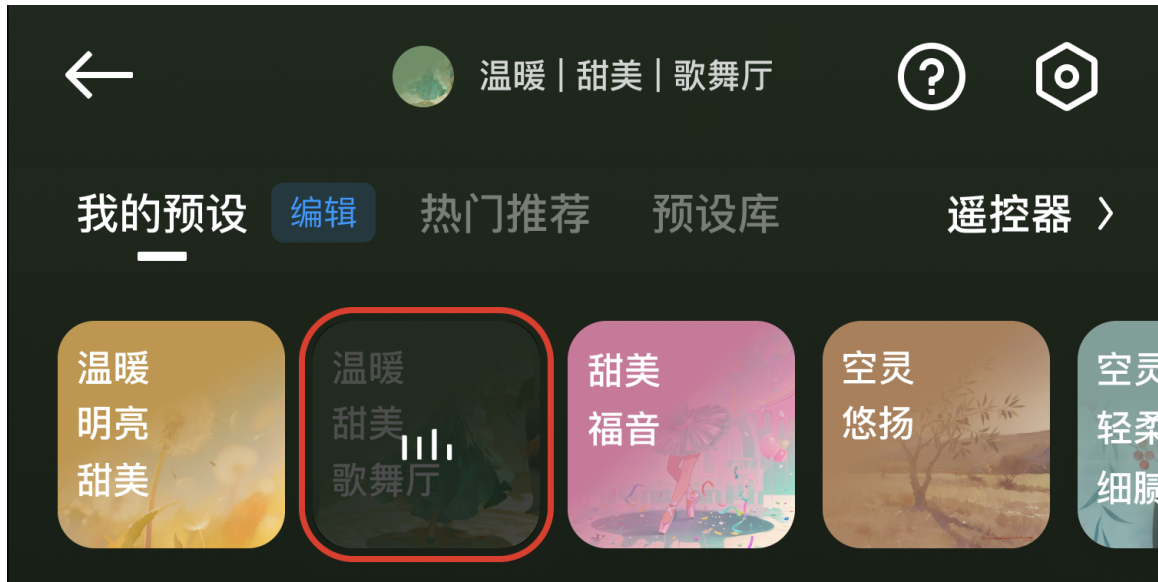 温暖 | 甜美 | 歌舞厅
我的预设 编辑 热门推荐 预设库 遥控器
温暖
明亮
甜美
温暖
甜美
歌舞厅
甜美
福音
空灵
悠扬
空灵
轻柔
细腻